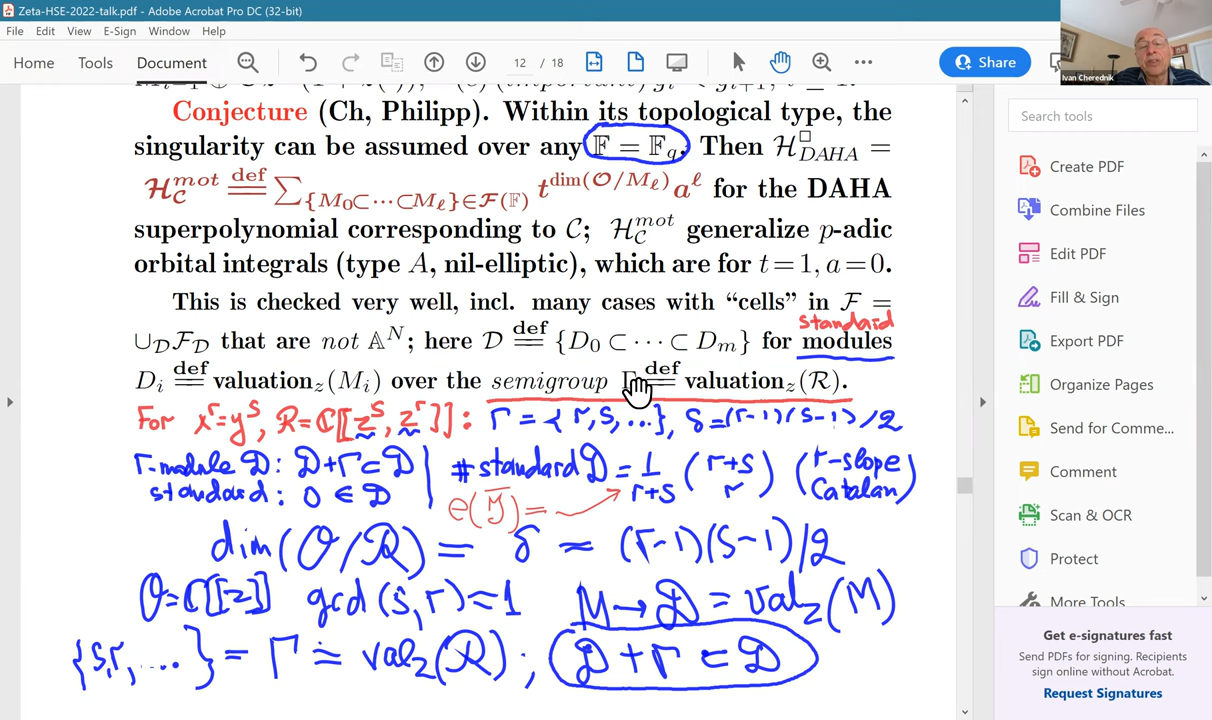 Zeta-HSE-2022-talk.pdf - Adobe Acrobat Pro DC (32-bit)
File Edit View E-Sign Window Help
Home Tools Document 12 / 18 Share
Ivan Cherednik
Conjecture (Ch, Philipp). Within its topological type, the
singularity can be assumed over any 𝔽 = 𝔽_q. Then ℋ^□_{DAHA} =
ℋ_𝒞^{mot} def== ∑_{M_0⊂⋯⊂M_ℓ}∈ℱ(𝔽) t^{dim(𝒪/M_ℓ)} a^ℓ for the DAHA
superpolynomial corresponding to 𝒞; ℋ_𝒞^{mot} generalize p-adic
orbital integrals (type A, nil-elliptic), which are for t=1, a=0.
This is checked very well, incl. many cases with “cells” in ℱ =
standard
∪_𝒟ℱ_𝒟 that are not 𝔸^N; here 𝒟 def== {D_0 ⊂ ⋯ ⊂ D_m} for modules
D_i def== valuation_z(M_i) over the semigroup Γ def== valuation_z(ℛ).
For x^r=y^s, R=ℂ[[z^s, z^r]]: Γ={r,s,...}, δ=(r-1)(s-1)/2
Γ-module D: D+Γ⊂D | #standard D = 1/(r+s) (r+s r) (r-slope
standard: 0 ∈ D Catalan)
e(J̅)=
dim(O/R) = δ = (r-1)(s-1)/2
O=ℂ[[z]] gcd(s,r)=1 M→D=val_z(M)
{s,r,...} = Γ = val_z(R); D+Γ⊂D
Search tools
Create PDF
Combine Files
Edit PDF
Fill & Sign
Export PDF
Organize Pages
Send for Comme...
Comment
Scan & OCR
Protect
More Tools
Get e-signatures fast
Send PDFs for signing. Recipients
sign online without Acrobat.
Request Signatures